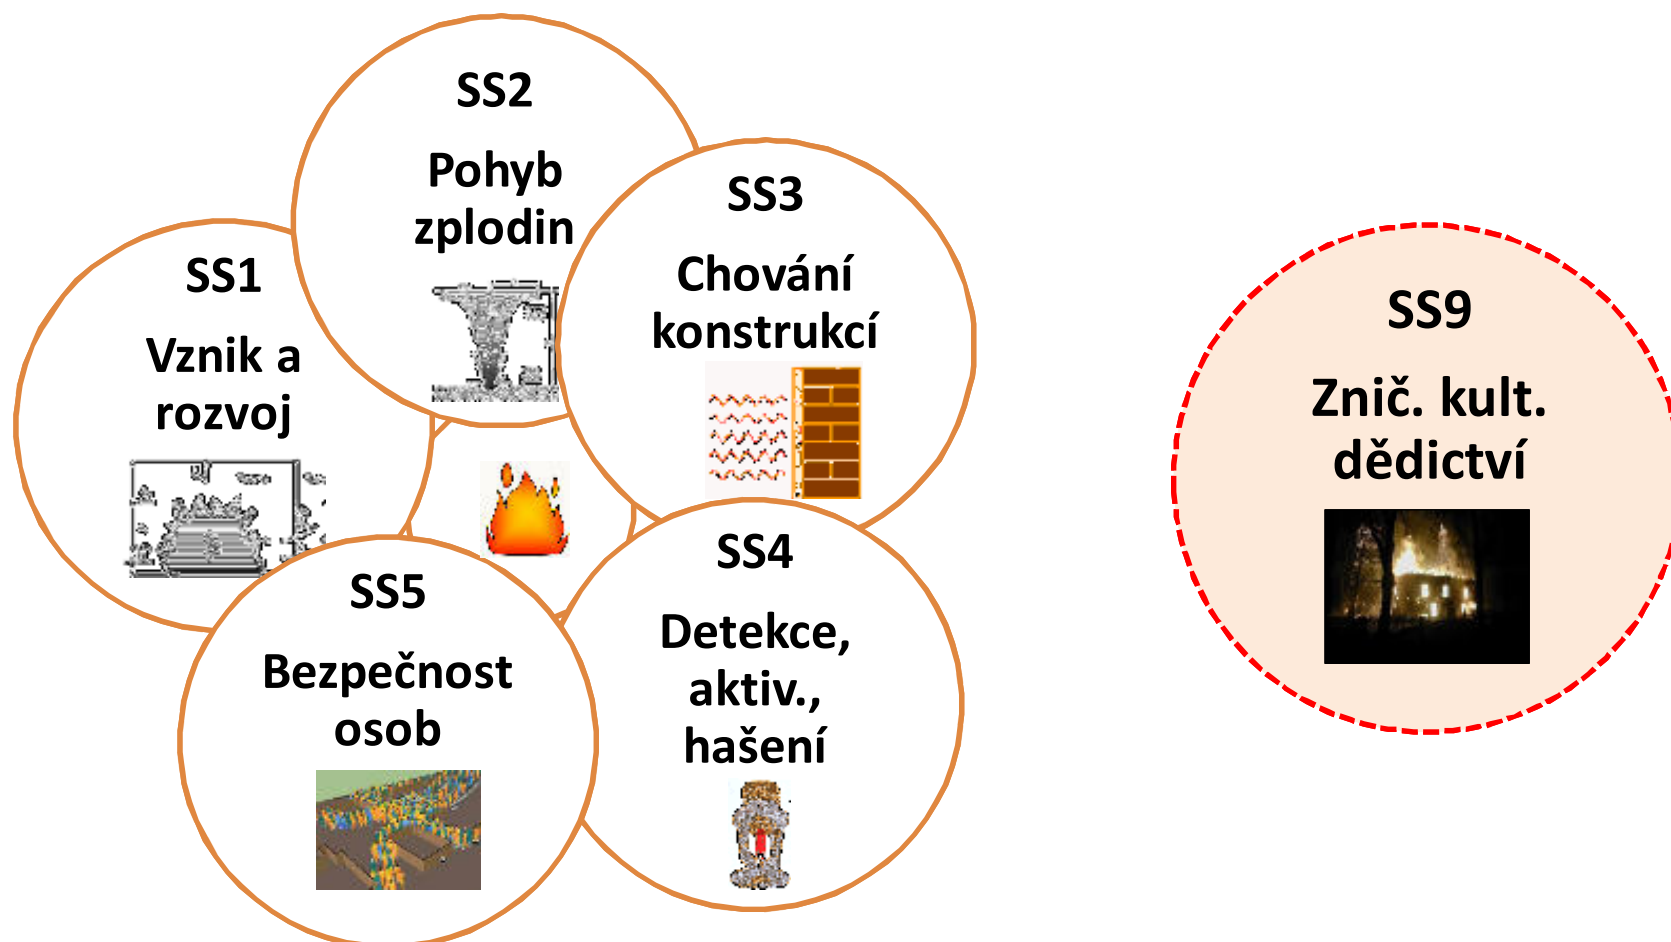 SS1
Vznik a
rozvoj
SS2
Pohyb
zplodin
SS3
Chování
konstrukcí
SS4
Detekce,
aktiv.,
hašení
SS5
Bezpečnost
osob
SS9
Znič. kult.
dědictví